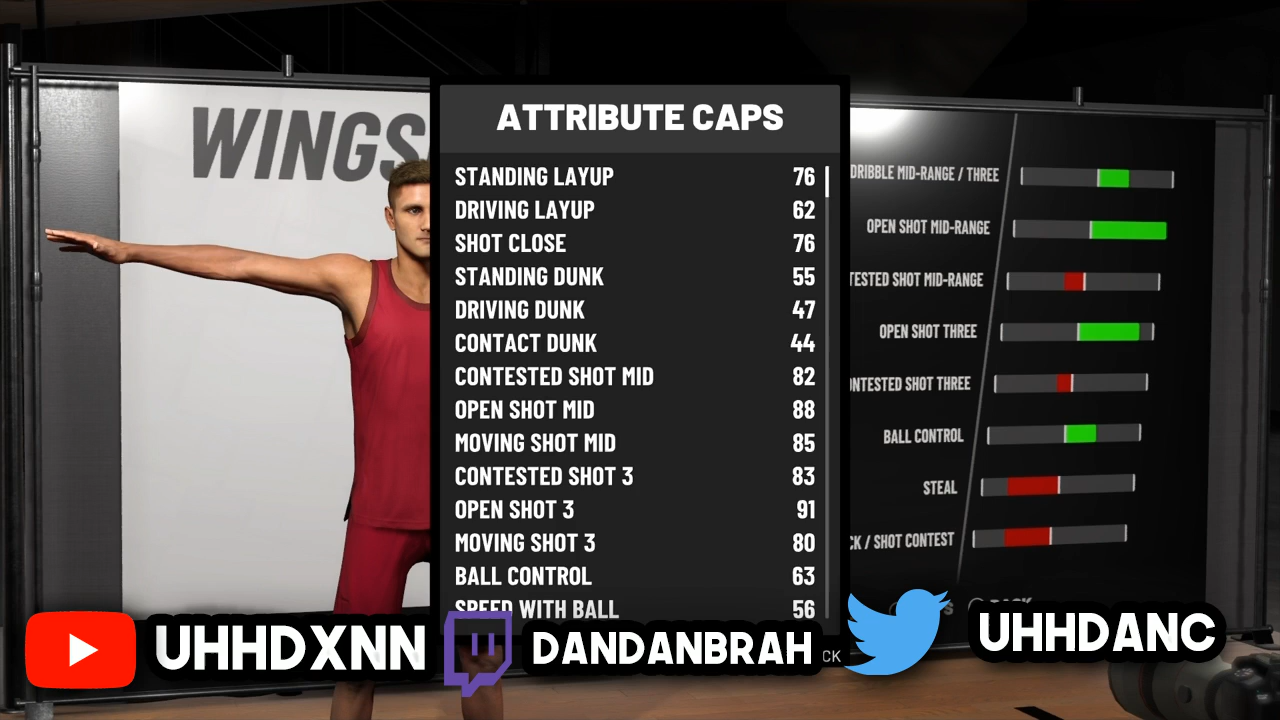 WINGS
ATTRIBUTE CAPS
STANDING LAYUP 76
DRIVING LAYUP 62
SHOT CLOSE 76
STANDING DUNK 55
DRIVING DUNK 47
CONTACT DUNK 44
CONTESTED SHOT MID 82
OPEN SHOT MID 88
MOVING SHOT MID 85
CONTESTED SHOT 3 83
OPEN SHOT 3 91
MOVING SHOT 3 80
BALL CONTROL 63
SPEED WITH BALL 56
DRIBBLE MID-RANGE / THREE
OPEN SHOT MID-RANGE
TESTED SHOT MID-RANGE
OPEN SHOT THREE
NTESTED SHOT THREE
BALL CONTROL
STEAL
CK / SHOT CONTEST
CK
UHHDXNN
DANDANBRAH
UHHDANC